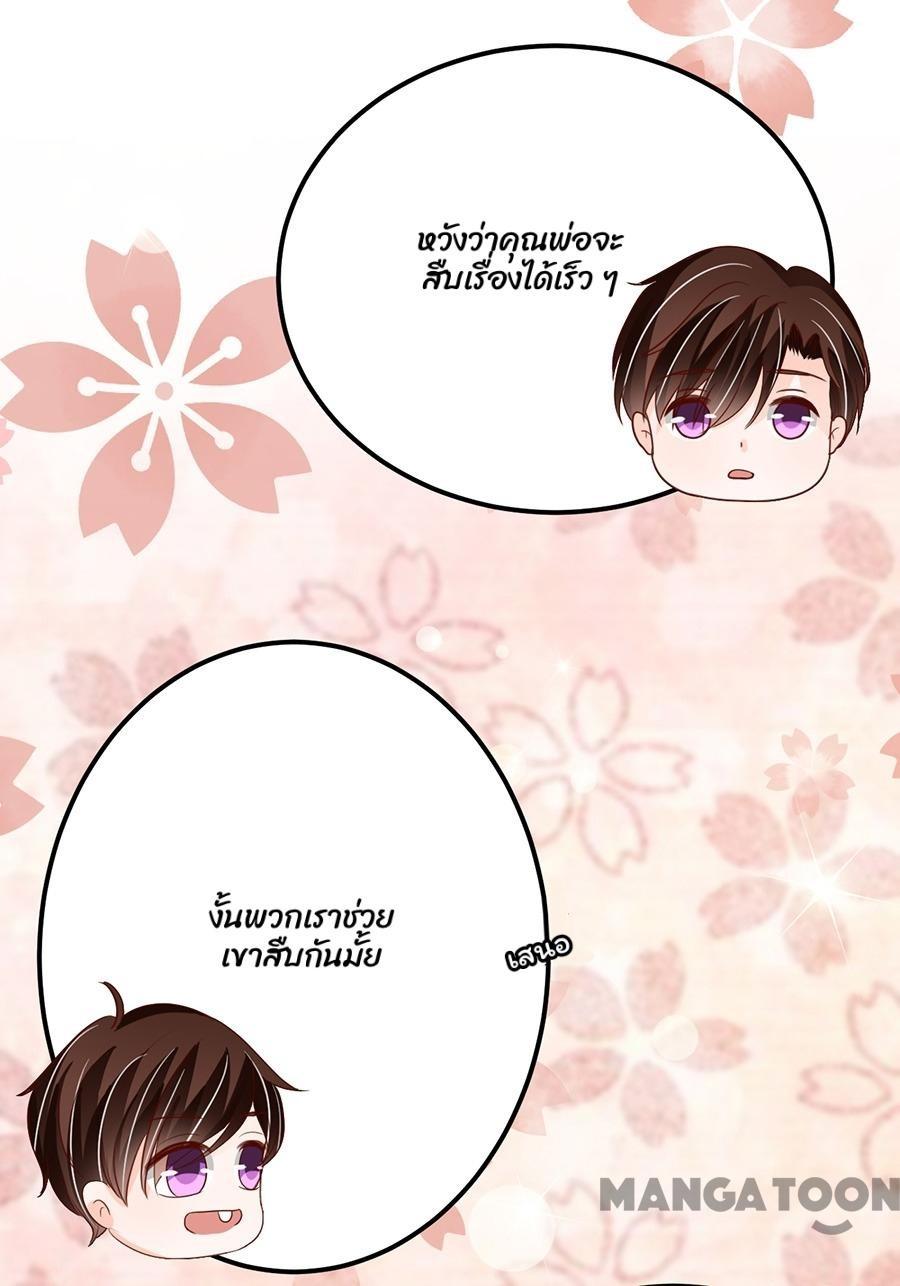 หวังว่าคุณพ่อจะ
สืบเรื่องได้เร็ว ๆ
งั้นพวกเราช่วย
เขาสืบกันมั้ย
เสนอ
MANGATOON